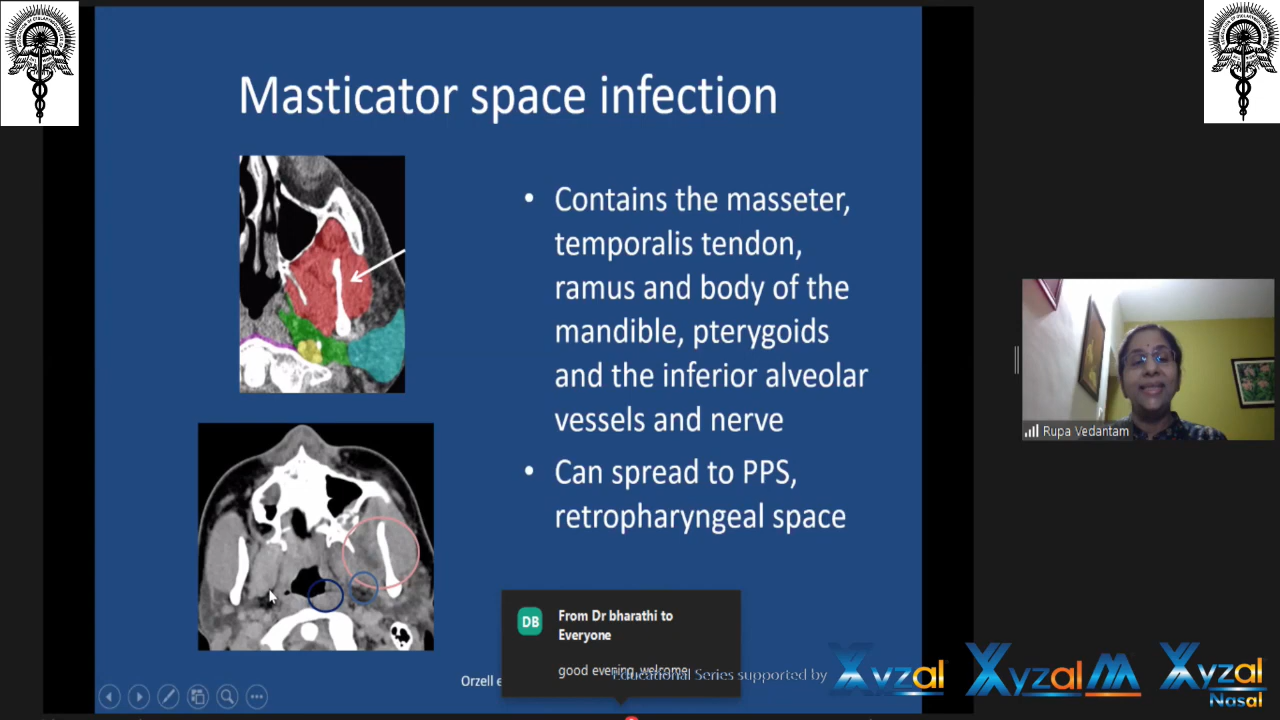 Masticator space infection
• Contains the masseter,
temporalis tendon,
ramus and body of the
mandible, pterygoids
and the inferior alveolar
vessels and nerve
• Can spread to PPS,
retropharyngeal space
Rupa Vedantam
DB
From Dr bharathi to
Everyone
good evening, welcome
Orzell e
Educational Series supported by
Xyzal
Xyzal M
Xyzal
Nasal